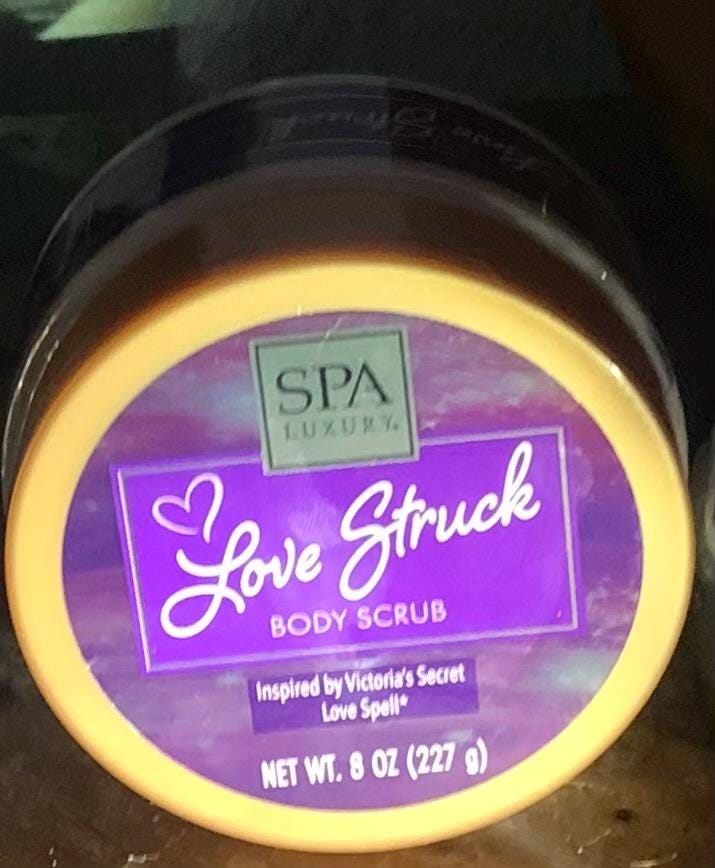 SPA
LUXURY.
Love Struck
BODY SCRUB
Inspired by Victoria's Secret
Love Spell*
NET WT. 8 OZ (227 g)